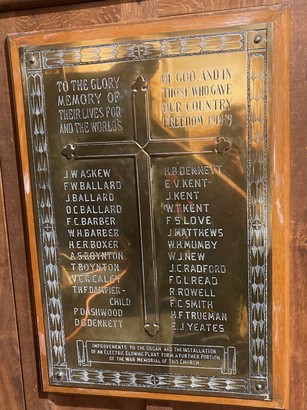 TO THE GLORY OF GOD AND IN
MEMORY OF THOSE WHO GAVE
THEIR LIVES FOR OUR COUNTRY
AND THE WORLDS FREEDOM 1914-19
J.W ASKEW
F.W. BALLARD
J. BALLARD
O.C. BALLARD
F.C. BARBER
W.H. BARBER
H.E.R. BOXER
A.S. BOYNTON
T. BOYNTON
V.C.E. CALEY
T.H.F. DAMPIER-
CHILD
P. DASHWOOD
D.G. DENNETT
H.B. DENNETT
E.V. KENT
J. KENT
W.T. KENT
F.S. LOVE
J. MATTHEWS
W.H. MUMBY
W.J. NEW
J.C. RADFORD
F.G.L. READ
R. ROWELL
F.C. SMITH
H.F. TRUEMAN
E.J. YEATES
IMPROVEMENTS TO THE ORGAN AND THE INSTALLATION
OF AN ELECTRIC BLOWING PLANT FORM A FURTHER PORTION
OF THE WAR MEMORIAL OF THIS CHURCH